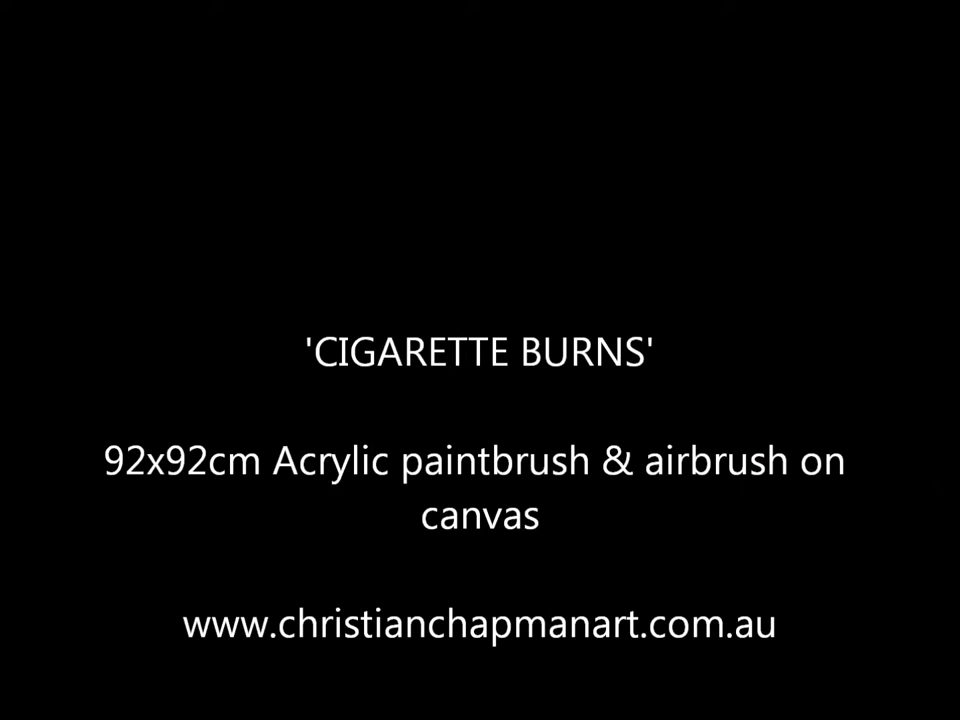 'CIGARETTE BURNS'
92x92cm Acrylic paintbrush & airbrush on
canvas
www.christianchapmanart.com.au